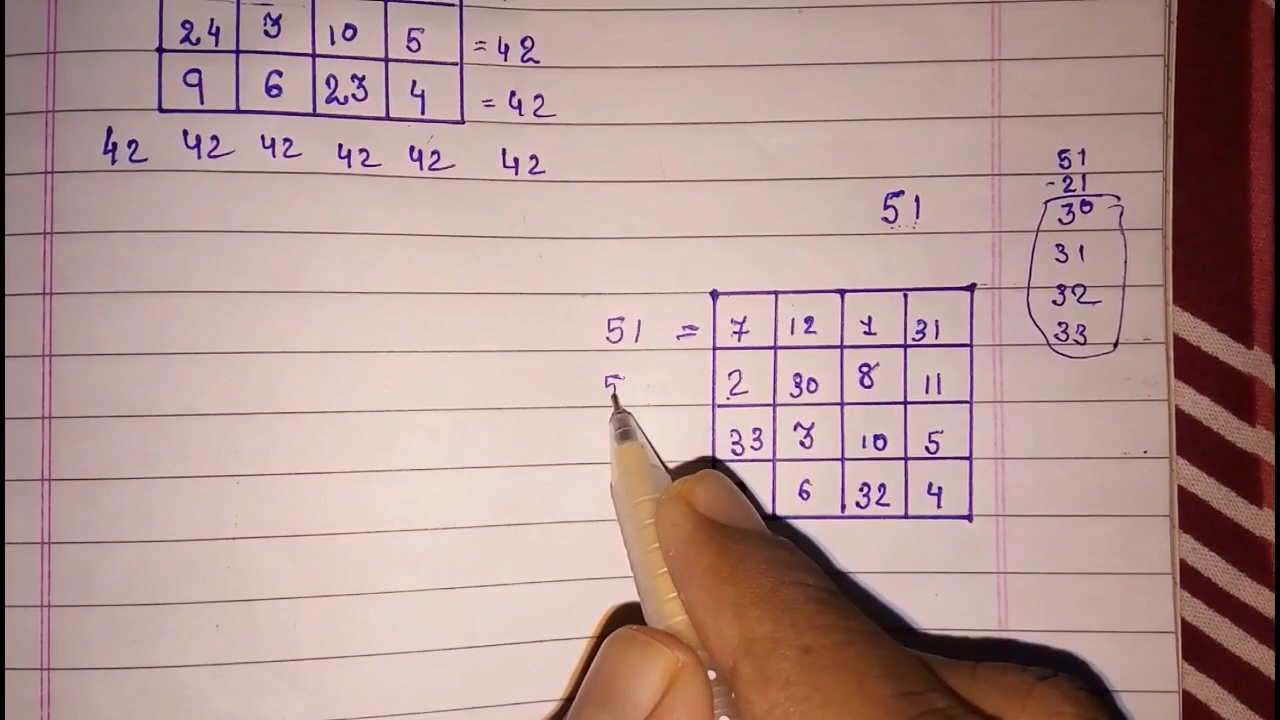 24 3 10 5 = 42
9 6 23 4 = 42
42 42 42 42 42 42
51
-21
30
31
32
33
51
51 = 7 12 1 31
5 2 30 8 11
33 3 10 5
6 32 4